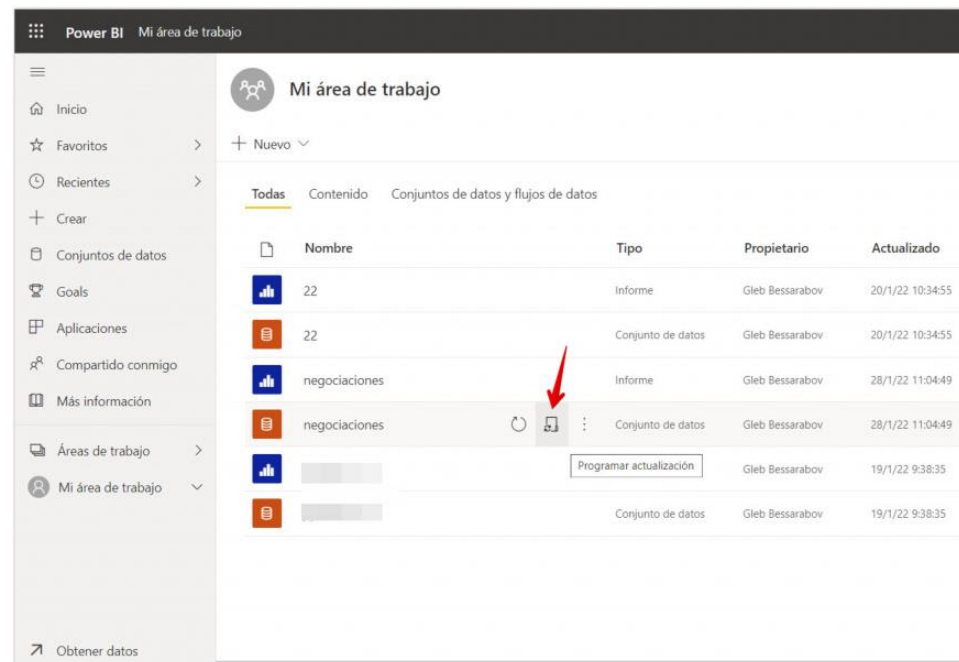 Power BI Mi área de trabajo
Mi área de trabajo
Inicio
Nuevo
Favoritos
Recientes
Todas Contenido Conjuntos de datos y flujos de datos
Crear
Nombre Tipo Propietario Actualizado
Conjuntos de datos
Goals
22 Informe Gleb Bessarabov 20/1/22 10:34:55
Aplicaciones
22 Conjunto de datos Gleb Bessarabov 20/1/22 10:34:55
Compartido conmigo
negociaciones Informe Gleb Bessarabov 28/1/22 11:04:49
Más información
negociaciones Conjunto de datos Gleb Bessarabov 28/1/22 11:04:49
Áreas de trabajo
Programar actualización Gleb Bessarabov 19/1/22 9:38:35
Mi área de trabajo
Conjunto de datos Gleb Bessarabov 19/1/22 9:38:35
Obtener datos